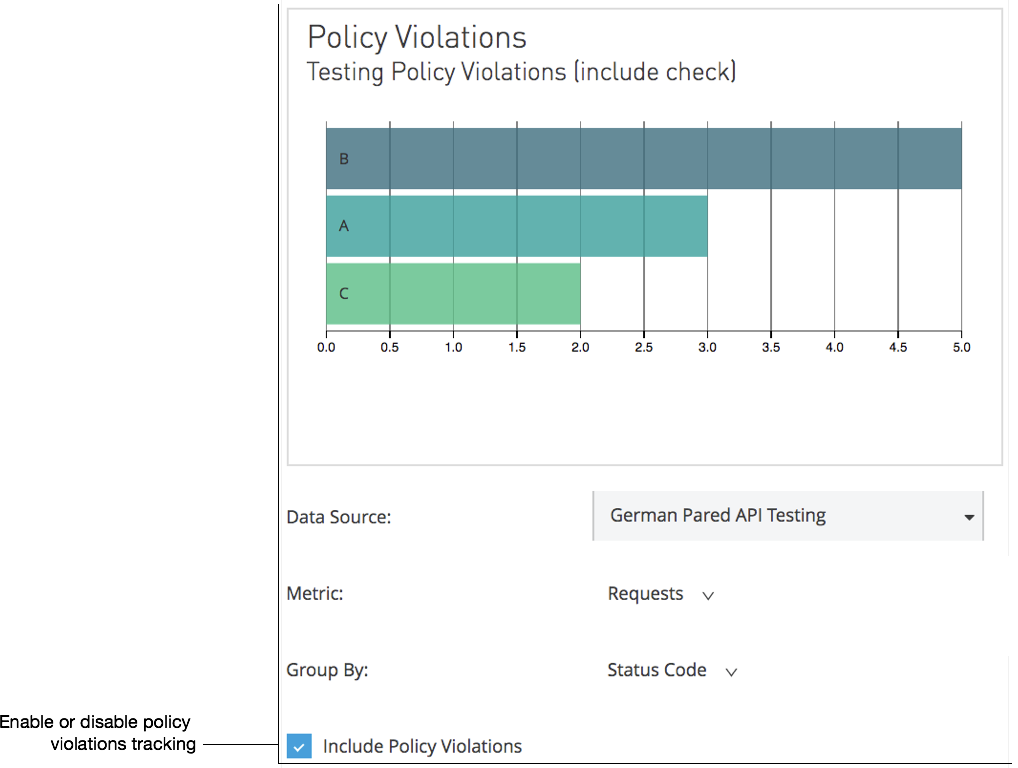 Policy Violations
Testing Policy Violations (include check)
B
A
C
0.0 0.5 1.0 1.5 2.0 2.5 3.0 3.5 4.0 4.5 5.0
Data Source: German Pared API Testing
Metric: Requests
Group By: Status Code
Enable or disable policy
violations tracking
Include Policy Violations